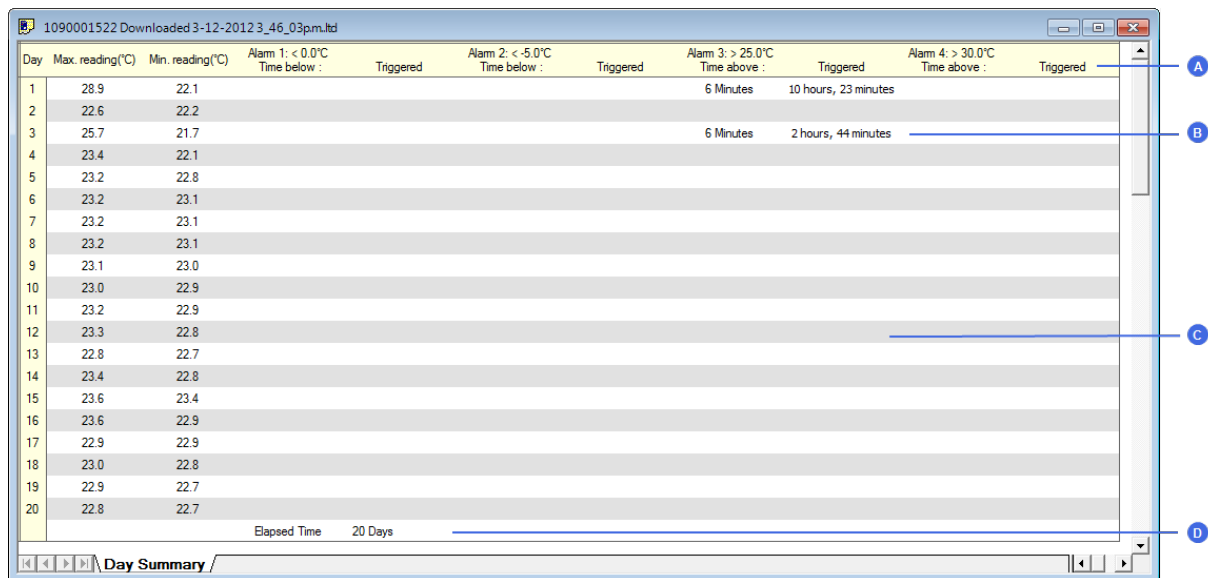 1090001522 Downloaded 3-12-2012 3_46_03p.m..ltd
Day Max. reading(°C) Min. reading(°C) Alarm 1: < 0.0°C Time below : Triggered Alarm 2: < -5.0°C Time below : Triggered Alarm 3: > 25.0°C Time above : Triggered Alarm 4: > 30.0°C Time above : Triggered A
1 28.9 22.1 6 Minutes 10 hours, 23 minutes
2 22.6 22.2
3 25.7 21.7 6 Minutes 2 hours, 44 minutes B
4 23.4 22.1
5 23.2 22.8
6 23.2 23.1
7 23.2 23.1
8 23.2 23.1
9 23.1 23.0
10 23.0 22.9
11 23.2 22.9
12 23.3 22.8 C
13 22.8 22.7
14 23.4 22.8
15 23.6 23.4
16 23.6 22.9
17 22.9 22.9
18 23.0 22.8
19 22.9 22.7
20 22.8 22.7
Elapsed Time 20 Days D
Day Summary